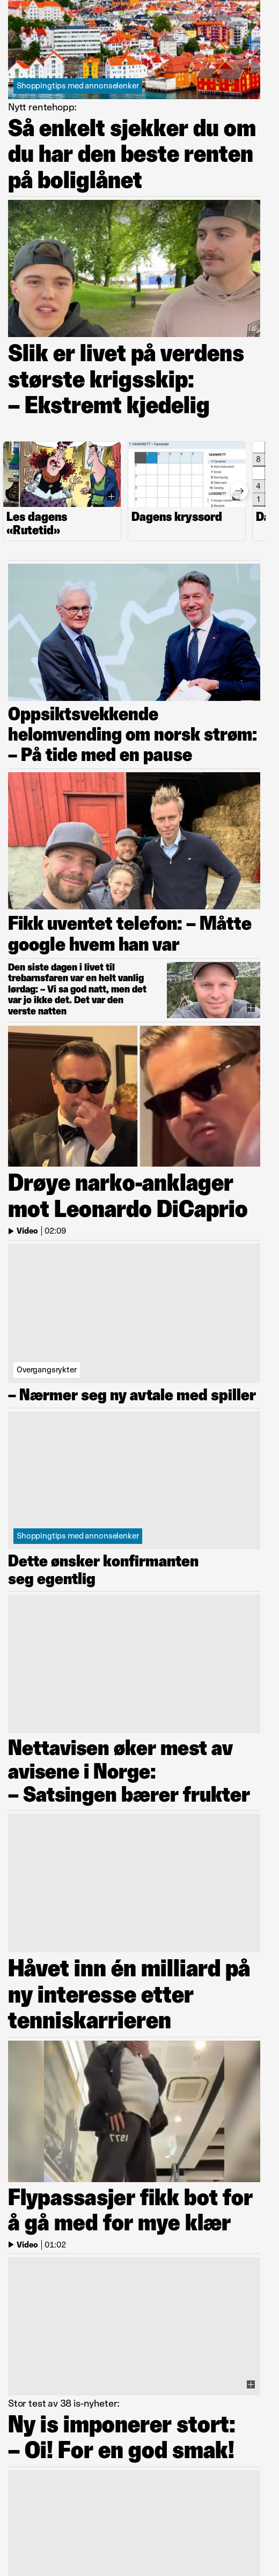 Shoppingtips med annonselenker
Nytt rentehopp:
Så enkelt sjekker du om
du har den beste renten
på boliglånet
Slik er livet på verdens
største krigsskip:
– Ekstremt kjedelig
VANNRETT
Les dagens
«Rutetid»
Dagens kryssord
Da
8
4
1
Oppsiktsvekkende
helomvending om norsk strøm:
– På tide med en pause
Fikk uventet telefon: – Måtte
google hvem han var
Den siste dagen i livet til
trebarnsfaren var en helt vanlig
lørdag: – Vi sa god natt, men det
var jo ikke det. Det var den
verste natten
Drøye narko-anklager
mot Leonardo DiCaprio
Video | 02:09
Overgangsrykter
– Nærmer seg ny avtale med spiller
Shoppingtips med annonselenker
Dette ønsker konfirmanten
seg egentlig
Nettavisen øker mest av
avisene i Norge:
– Satsingen bærer frukter
Håvet inn én milliard på
ny interesse etter
tenniskarrieren
Flypassasjer fikk bot for
å gå med for mye klær
Video | 01:02
Stor test av 38 is-nyheter:
Ny is imponerer stort:
– Oi! For en god smak!